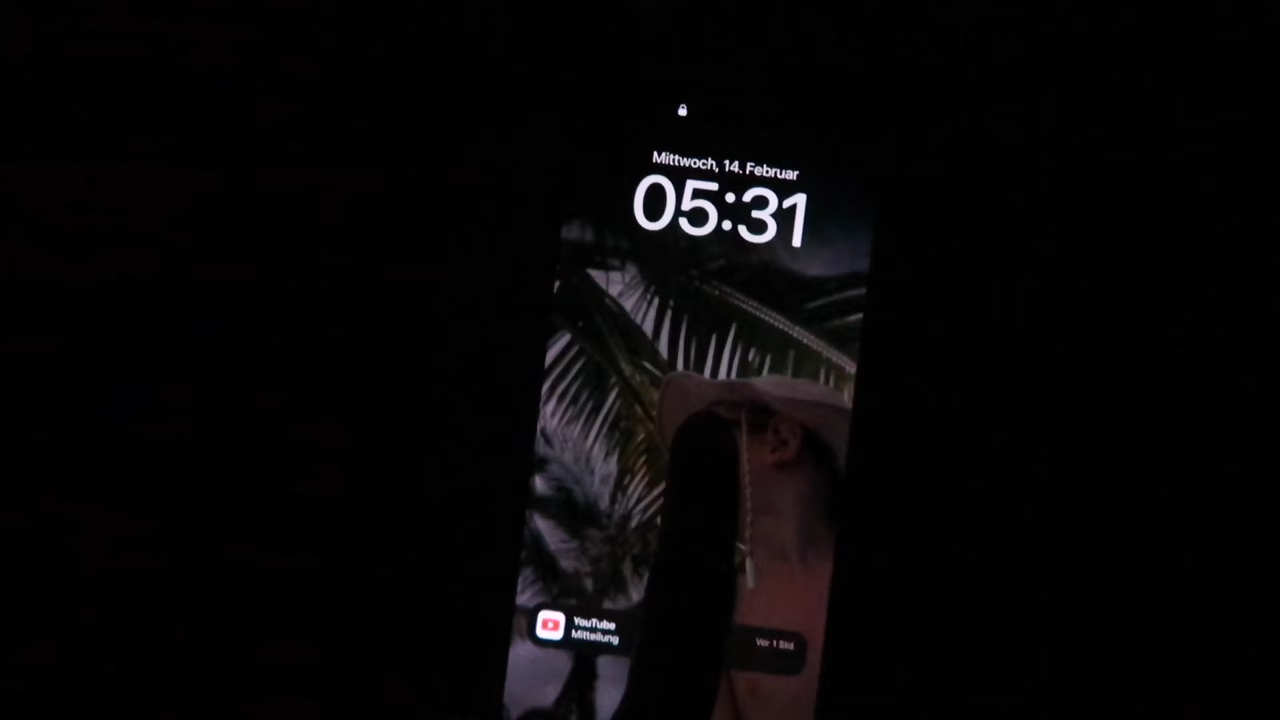 Mittwoch, 14. Februar
05:31
YouTube
Mitteilung
Vor 1 Std.